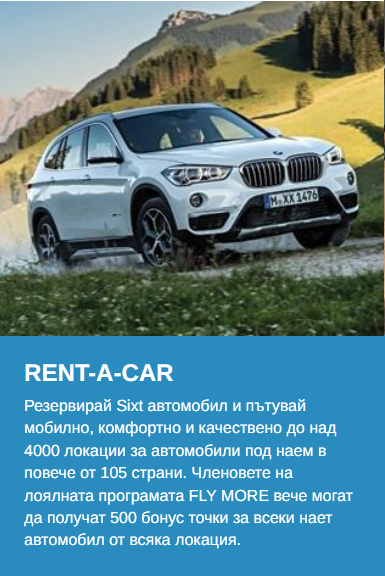 M XX 1476
RENT-A-CAR
Резервирай Sixt автомобил и пътувай
мобилно, комфортно и качествено до над
4000 локации за автомобили под наем в
повече от 105 страни. Членовете на
лоялната програмата FLY MORE вече могат
да получат 500 бонус точки за всеки нает
автомобил от всяка локация.